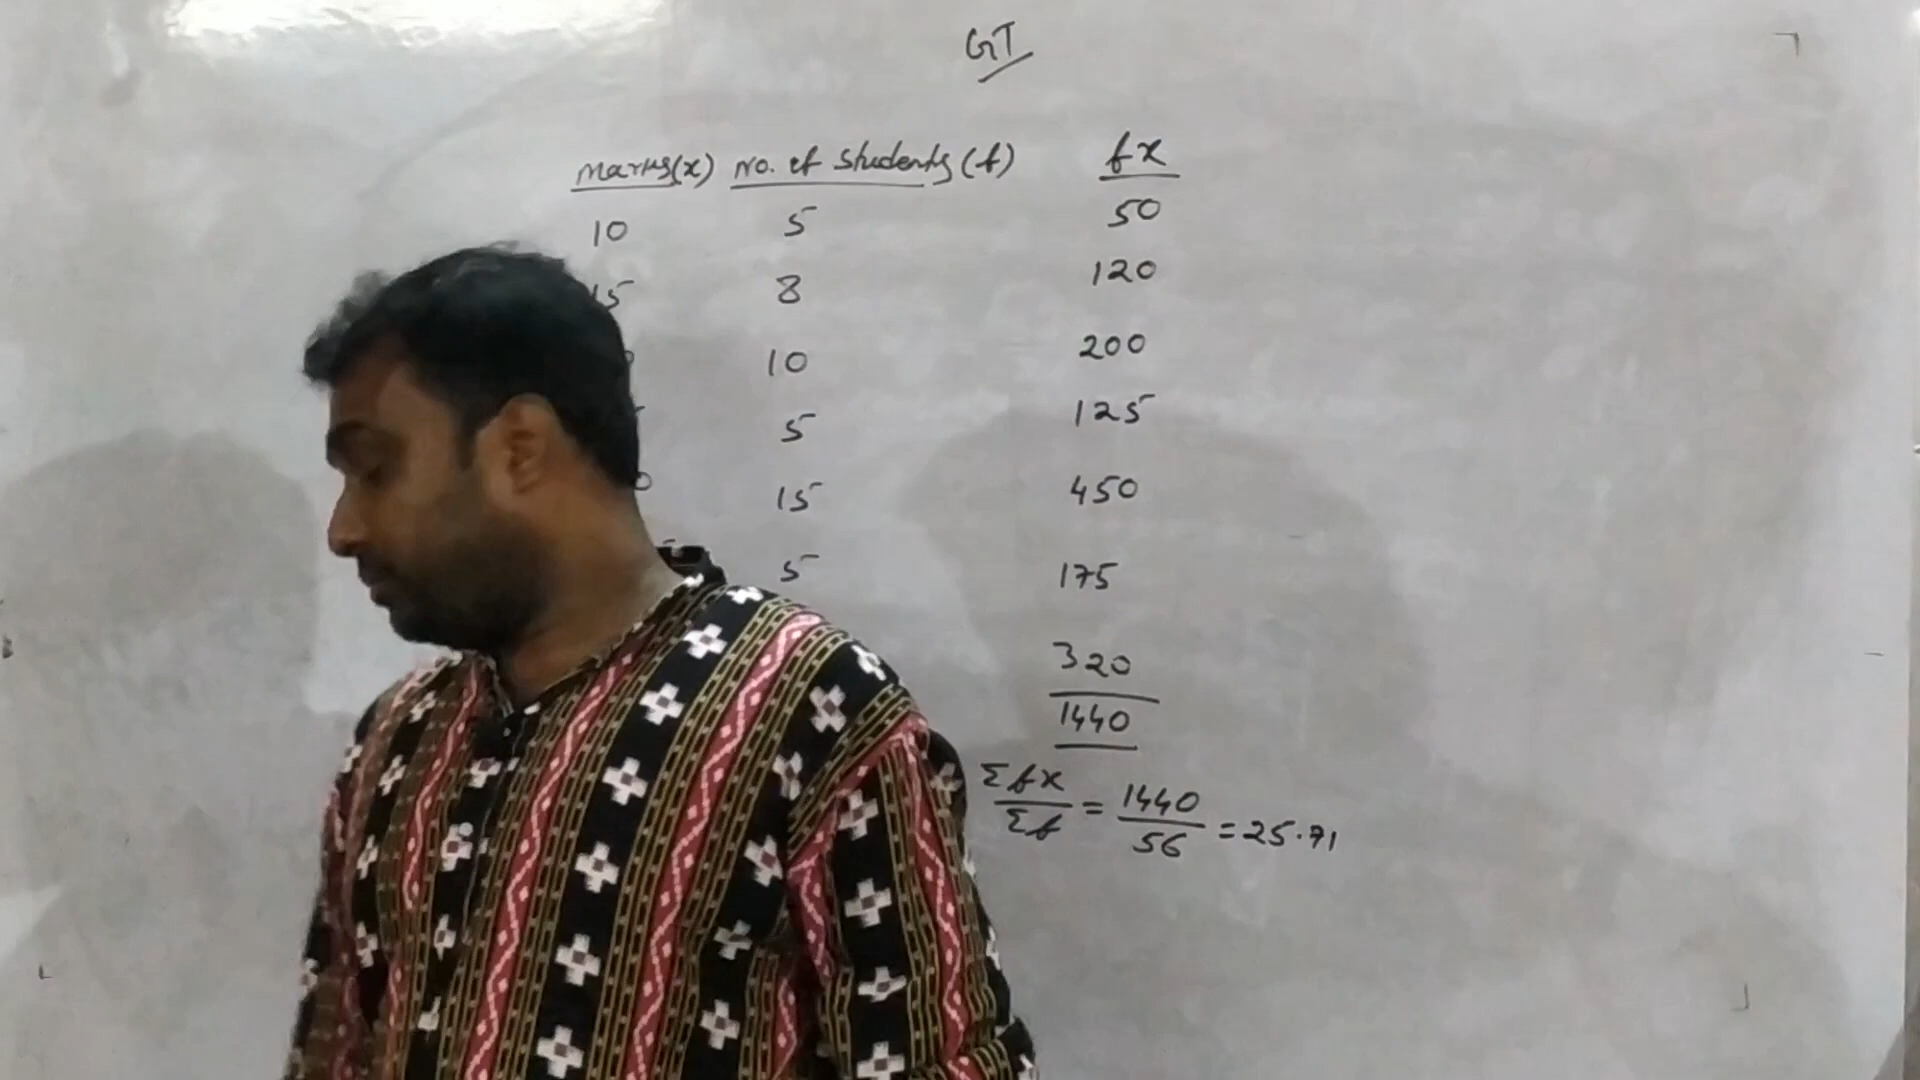 GT
Marks(x) No. of Students (f) fx
10 5 50
15 8 120
10 200
5 125
15 450
5 175
320
1440
Σfx/Σf = 1440/56 = 25.71